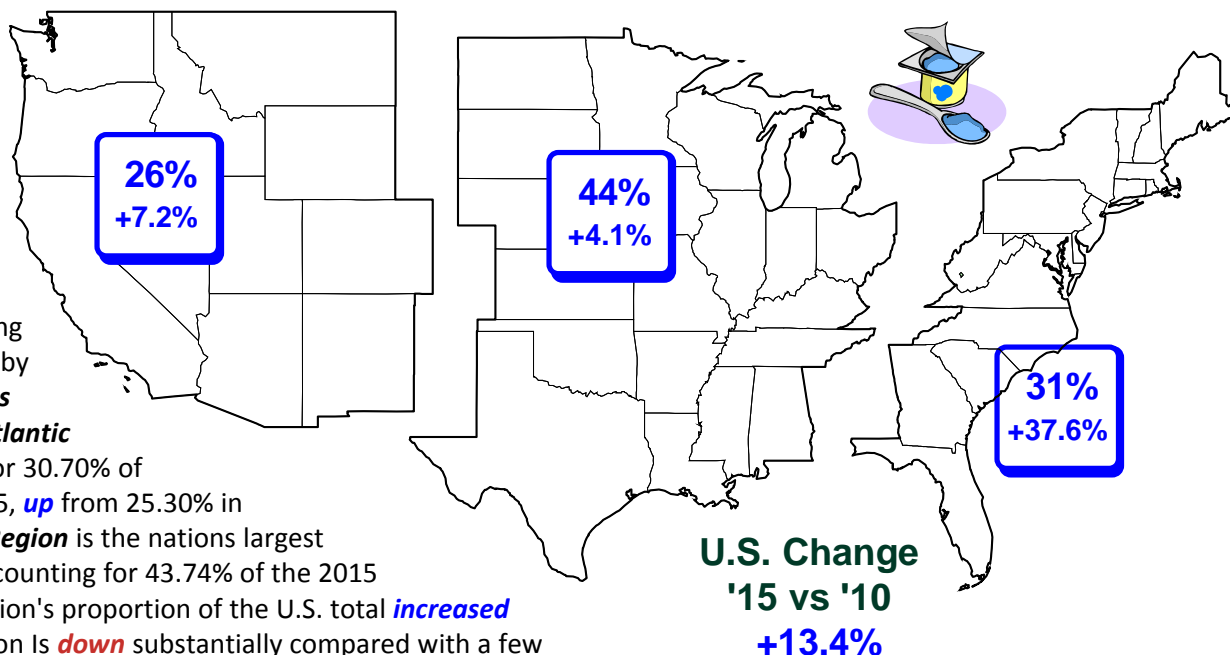 26%
+7.2%
44%
+4.1%
31%
+37.6%
ng
by
s
tlantic
or 30.70% of
5, up from 25.30% in
egion is the nations largest
counting for 43.74% of the 2015
ion's proportion of the U.S. total increased
on Is down substantially compared with a few
U.S. Change
'15 vs '10
+13.4%